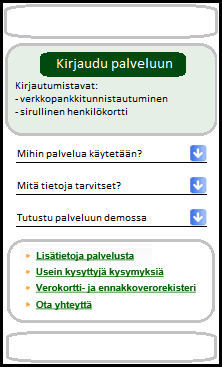 Kirjaudu palveluun
Kirjautumistavat:
- verkkopankkitunnistautuminen
- sirullinen henkilökortti
Mihin palvelua käytetään?
Mitä tietoja tarvitset?
Tutustu palveluun demossa
Lisätietoja palvelusta
Usein kysyttyjä kysymyksiä
Verokortti- ja ennakkoverorekisteri
Ota yhteyttä